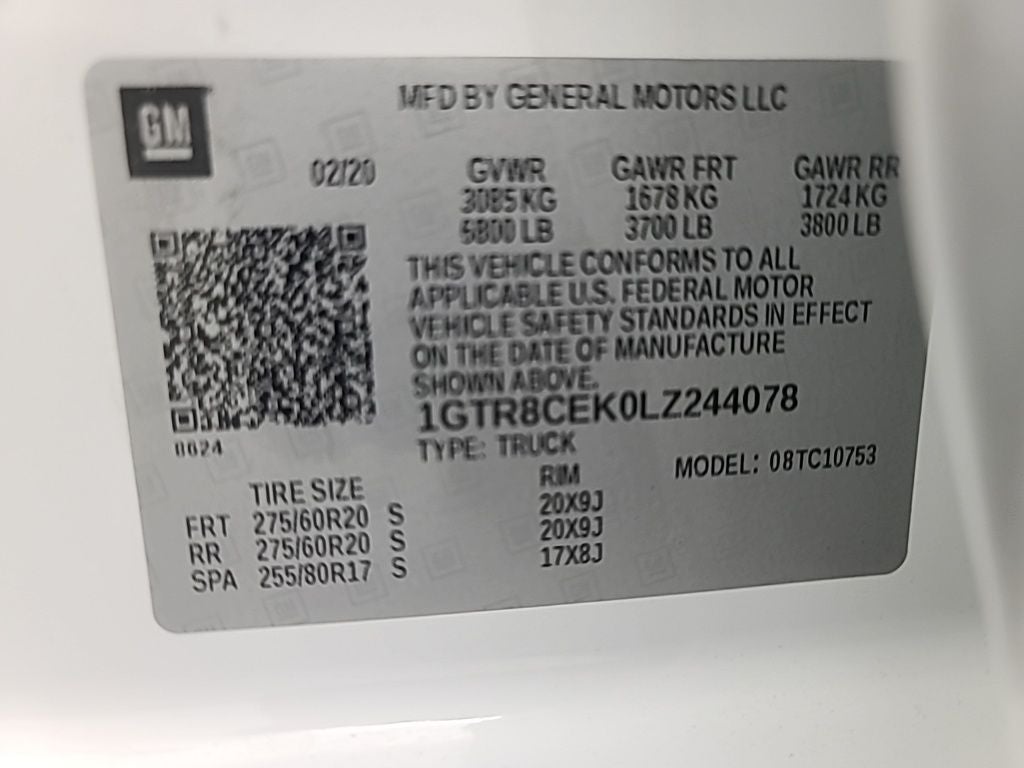 GM
MFD BY GENERAL MOTORS LLC
02/20 GVWR GAWR FRT GAWR RR
3085 KG 1678 KG 1724 KG
6800 LB 3700 LB 3800 LB
THIS VEHICLE CONFORMS TO ALL
APPLICABLE U.S. FEDERAL MOTOR
VEHICLE SAFETY STANDARDS IN EFFECT
ON THE DATE OF MANUFACTURE
SHOWN ABOVE.
1GTR8CEK0LZ244078
0624
TYPE: TRUCK MODEL: 08TC10753
TIRE SIZE RIM
FRT 275/60R20 S 20X9J
RR 275/60R20 S 20X9J
SPA 255/80R17 S 17X8J